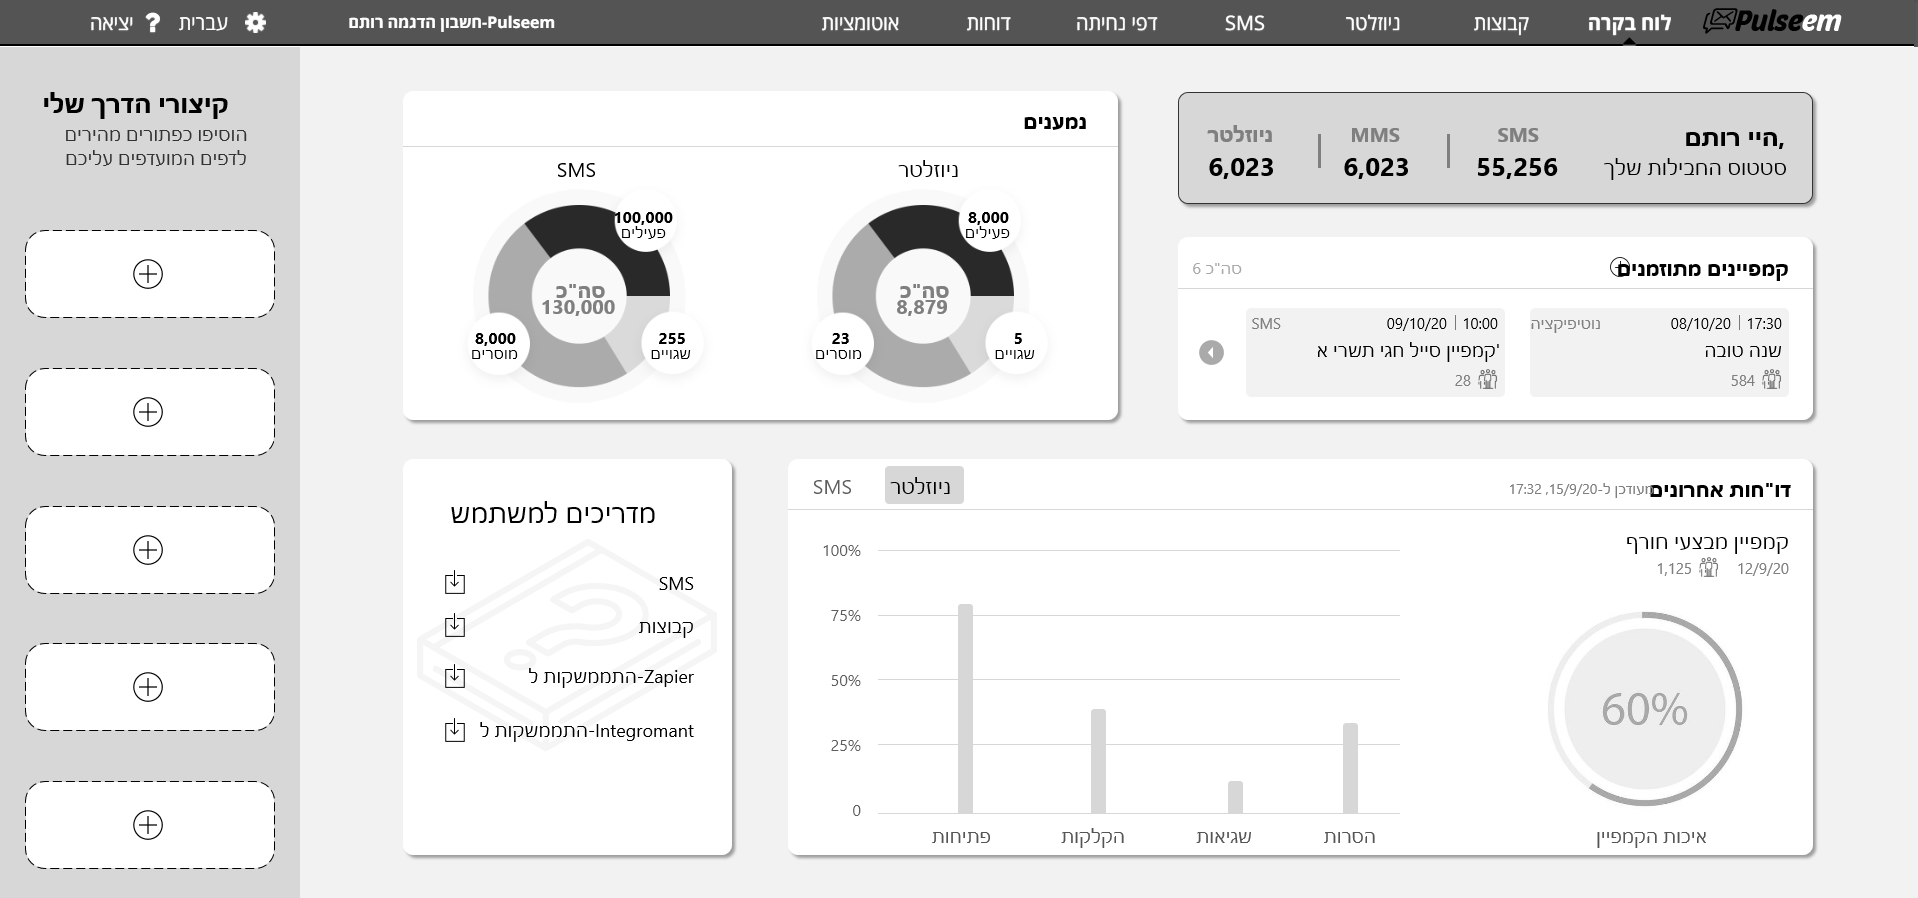 Pulseem
לוח בקרה
קבוצות
ניוזלטר
SMS
דפי נחיתה
דוחות
אוטומציות
חשבון הדגמה רותם-Pulseem
עברית
?
יציאה
היי רותם,
סטטוס החבילות שלך
SMS
55,256
MMS
6,023
ניוזלטר
6,023
נמענים
ניוזלטר
8,000
פעילים
סה"כ
8,879
23
מוסרים
5
שגויים
SMS
100,000
פעילים
סה"כ
130,000
8,000
מוסרים
255
שגויים
קיצורי הדרך שלי
הוסיפו כפתורים מהירים
לדפים המועדפים עליכם
קמפיינים מתוזמנים
סה"כ 6
17:30 | 08/10/20
נוטיפיקציה
שנה טובה
584
10:00 | 09/10/20
SMS
קמפיין סייל חגי תשרי א'
28
דו"חות אחרונים
מעודכן ל-15/9/20, 17:32
ניוזלטר
SMS
קמפיין מבצעי חורף
12/9/20
1,125
60%
איכות הקמפיין
100%
75%
50%
25%
0
הסרות
שגיאות
הקלקות
פתיחות
מדריכים למשתמש
SMS
קבוצות
התממשקות ל-Zapier
התממשקות ל-Integromant